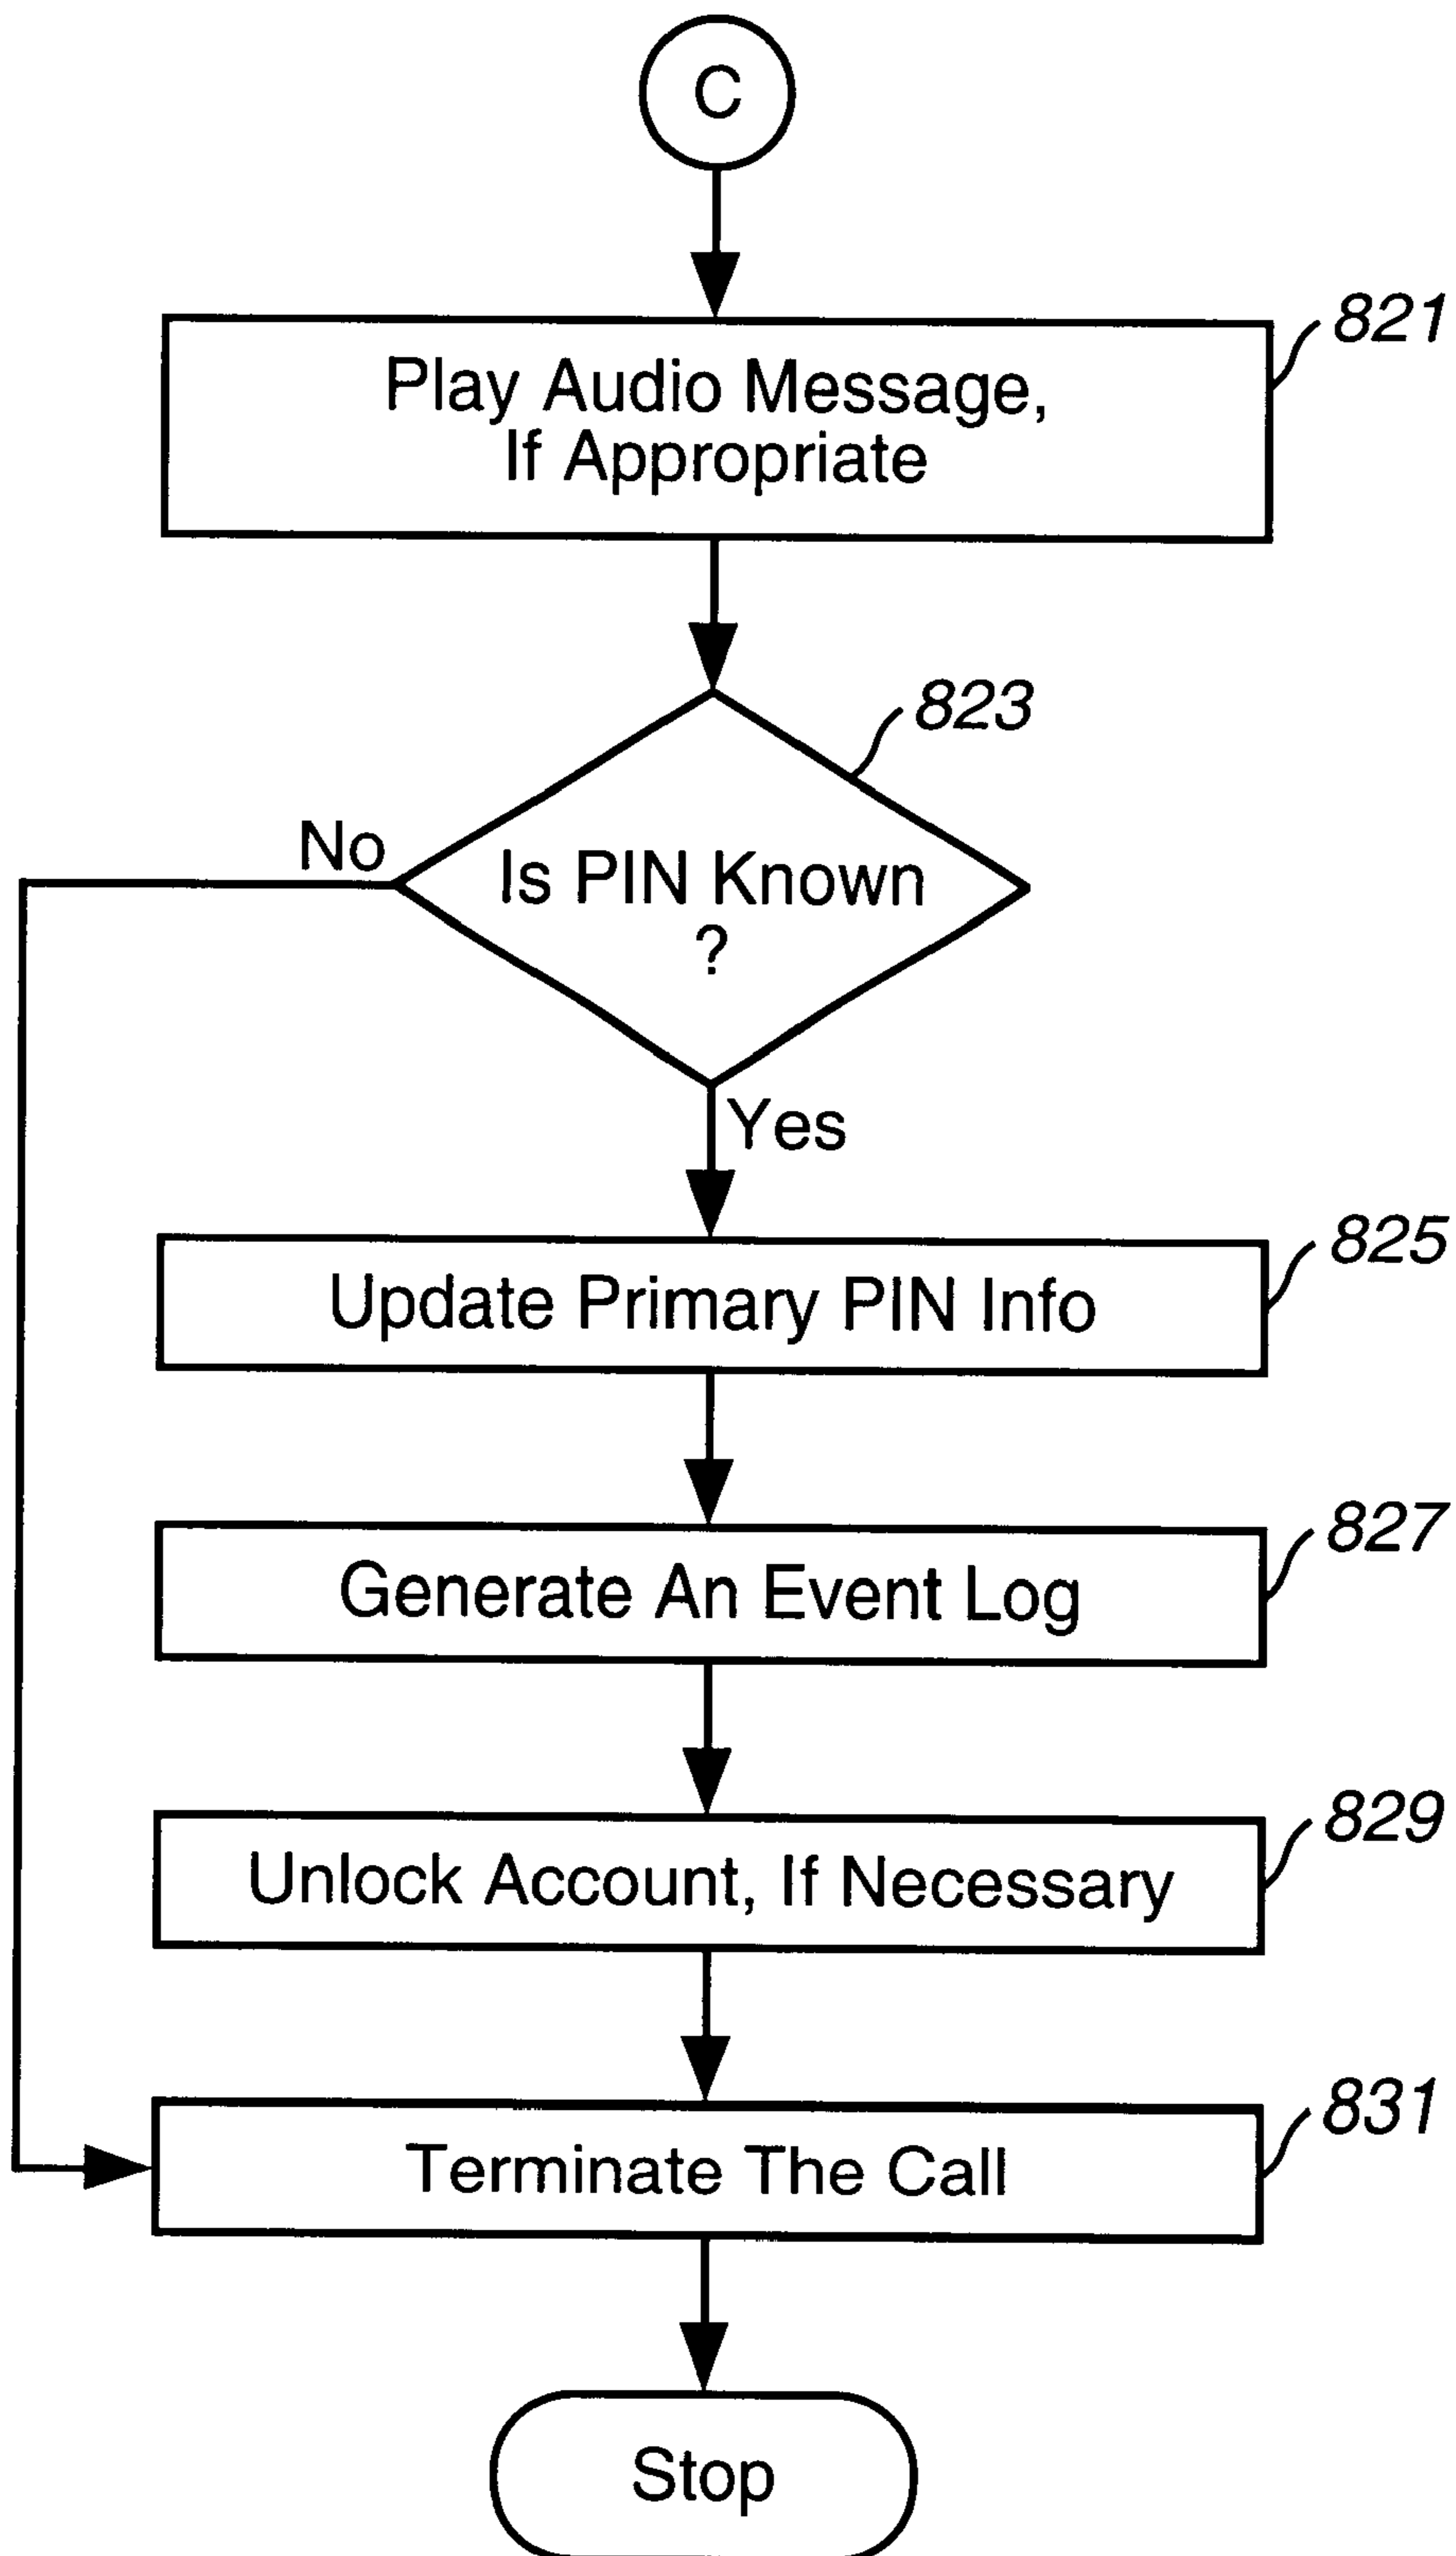 C
821
Play Audio Message,
If Appropriate
823
No
Is PIN Known
?
Yes
825
Update Primary PIN Info
827
Generate An Event Log
829
Unlock Account, If Necessary
831
Terminate The Call
Stop